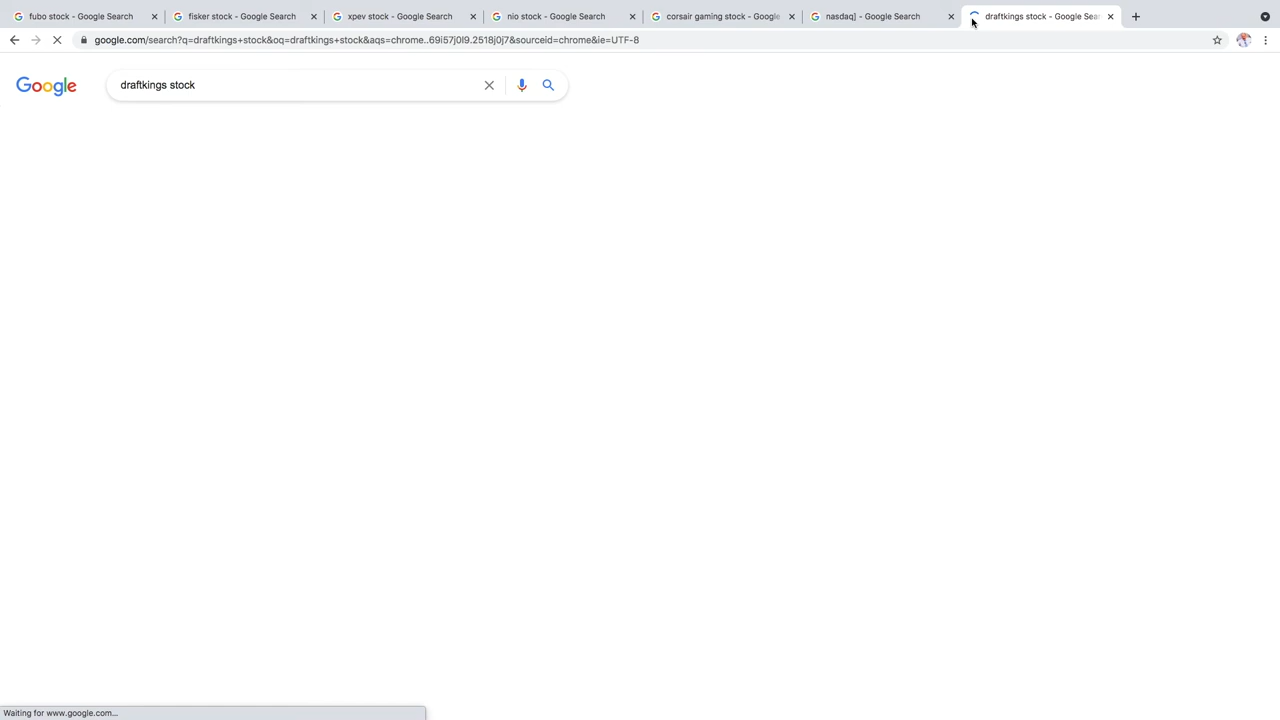 fubo stock - Google Search
fisker stock - Google Search
xpev stock - Google Search
nio stock - Google Search
corsair gaming stock - Google
nasdaq] - Google Search
draftkings stock - Google Sear
google.com/search?q=draftkings+stock&oq=draftkings+stock&aqs=chrome..69i57j0l9.2518j0j7&sourceid=chrome&ie=UTF-8
Google
draftkings stock
Waiting for www.google.com...